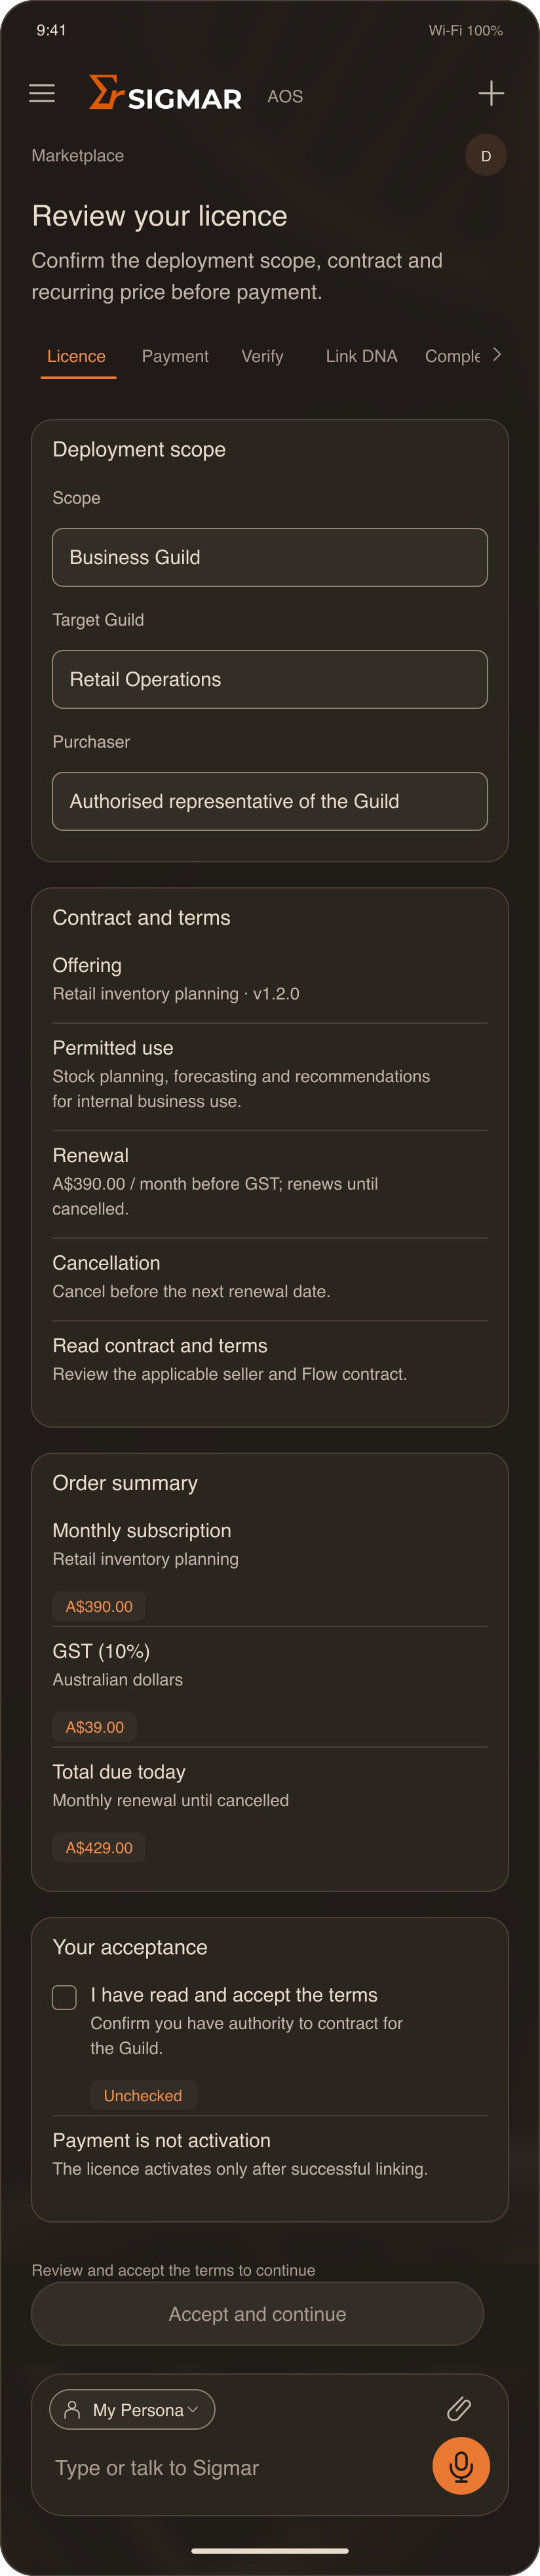 9:41
Wi-Fi 100%
SIGMAR AOS
Marketplace
D
Review your licence
Confirm the deployment scope, contract and
recurring price before payment.
Licence Payment Verify Link DNA Comple
Deployment scope
Scope
Business Guild
Target Guild
Retail Operations
Purchaser
Authorised representative of the Guild
Contract and terms
Offering
Retail inventory planning · v1.2.0
Permitted use
Stock planning, forecasting and recommendations
for internal business use.
Renewal
A$390.00 / month before GST; renews until
cancelled.
Cancellation
Cancel before the next renewal date.
Read contract and terms
Review the applicable seller and Flow contract.
Order summary
Monthly subscription
Retail inventory planning
A$390.00
GST (10%)
Australian dollars
A$39.00
Total due today
Monthly renewal until cancelled
A$429.00
Your acceptance
I have read and accept the terms
Confirm you have authority to contract for
the Guild.
Unchecked
Payment is not activation
The licence activates only after successful linking.
Review and accept the terms to continue
Accept and continue
My Persona
Type or talk to Sigmar